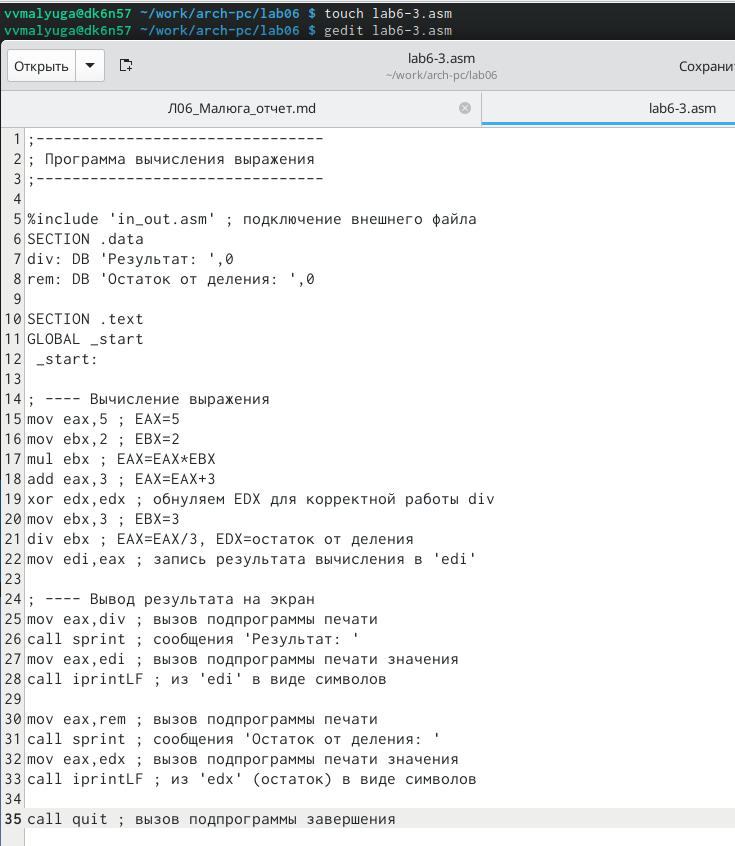 vvmalyuga@dk6n57 ~/work/arch-pc/lab06 $ touch lab6-3.asm
vvmalyuga@dk6n57 ~/work/arch-pc/lab06 $ gedit lab6-3.asm
Открыть
lab6-3.asm
~/work/arch-pc/lab06
Сохрани
Л06_Малюга_отчет.md
lab6-3.asm
1 ;--------------------------------
2 ; Программа вычисления выражения
3 ;--------------------------------
4
5 %include 'in_out.asm' ; подключение внешнего файла
6 SECTION .data
7 div: DB 'Результат: ',0
8 rem: DB 'Остаток от деления: ',0
9
10 SECTION .text
11 GLOBAL _start
12  _start:
13
14 ; ---- Вычисление выражения
15 mov eax,5 ; EAX=5
16 mov ebx,2 ; EBX=2
17 mul ebx ; EAX=EAX*EBX
18 add eax,3 ; EAX=EAX+3
19 xor edx,edx ; обнуляем EDX для корректной работы div
20 mov ebx,3 ; EBX=3
21 div ebx ; EAX=EAX/3, EDX=остаток от деления
22 mov edi,eax ; запись результата вычисления в 'edi'
23
24 ; ---- Вывод результата на экран
25 mov eax,div ; вызов подпрограммы печати
26 call sprint ; сообщения 'Результат: '
27 mov eax,edi ; вызов подпрограммы печати значения
28 call iprintLF ; из 'edi' в виде символов
29
30 mov eax,rem ; вызов подпрограммы печати
31 call sprint ; сообщения 'Остаток от деления: '
32 mov eax,edx ; вызов подпрограммы печати значения
33 call iprintLF ; из 'edx' (остаток) в виде символов
34
35 call quit ; вызов подпрограммы завершения